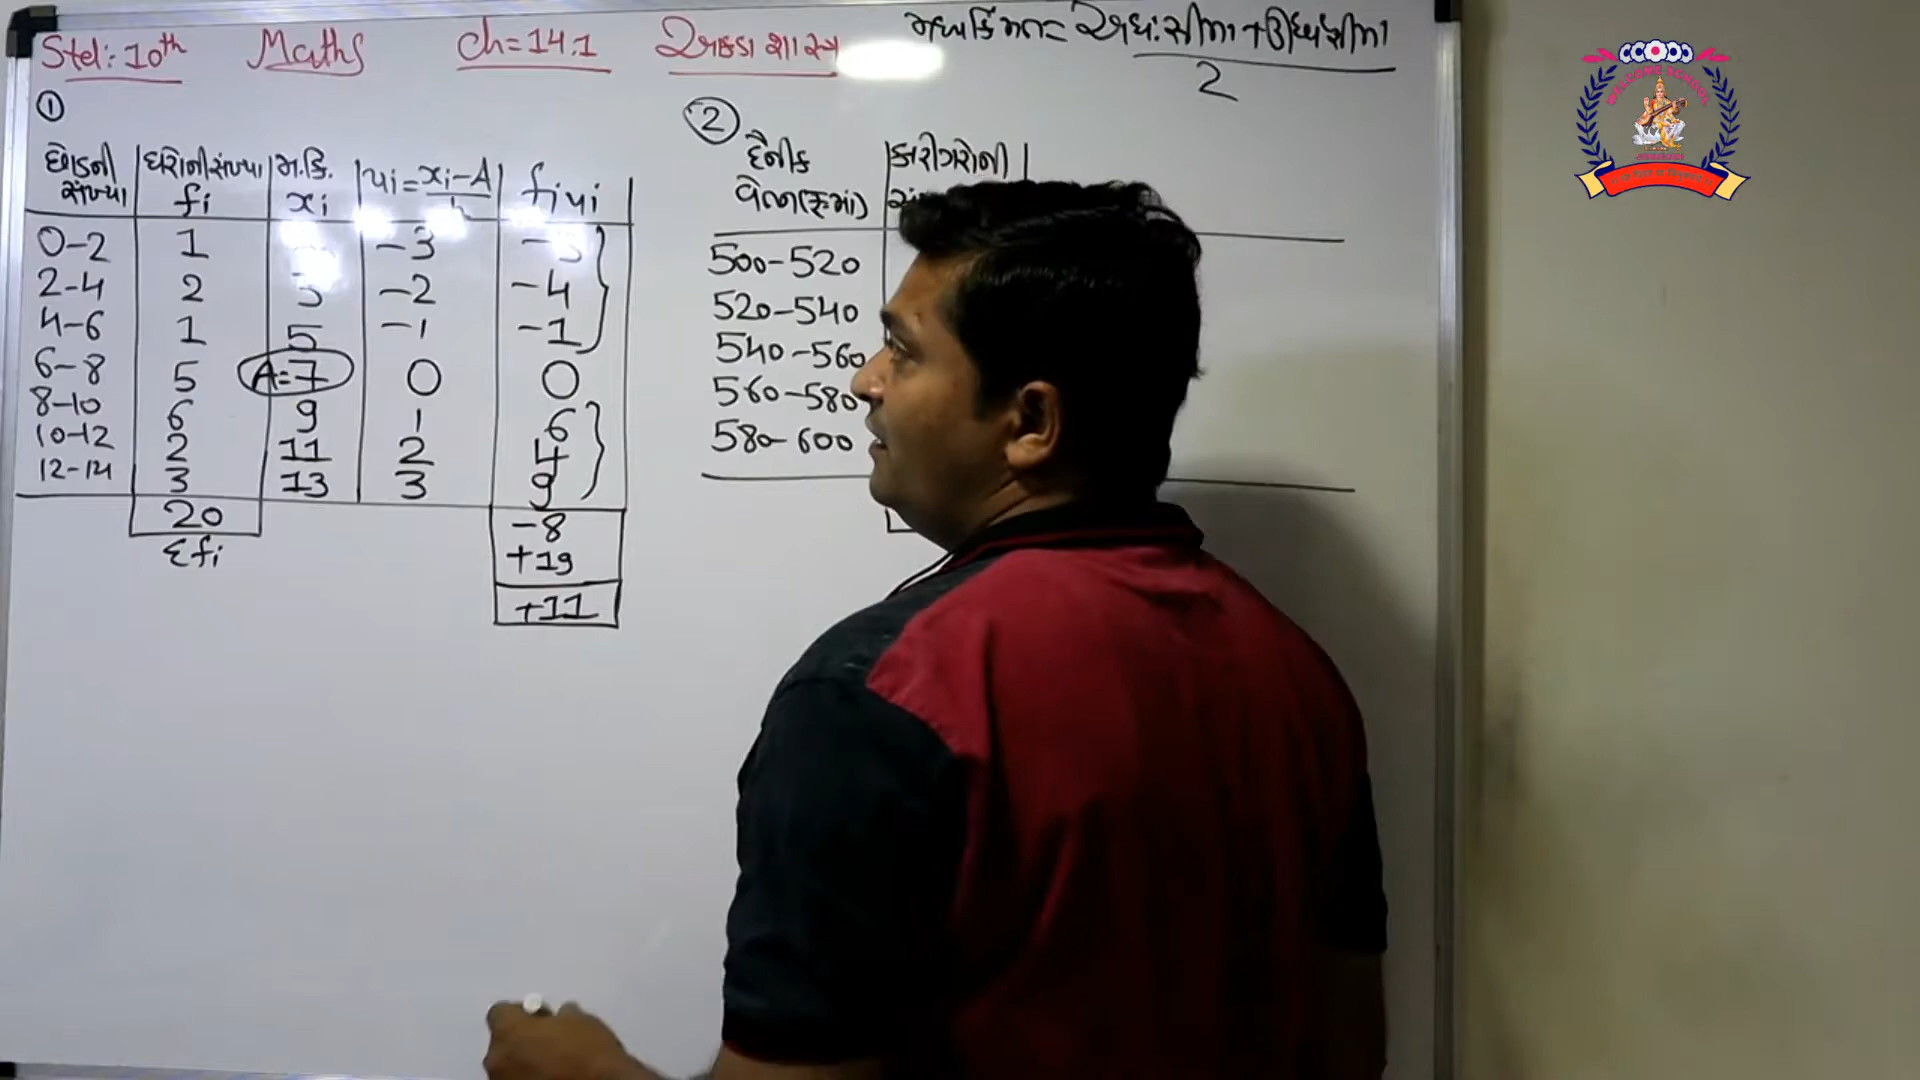 Std: 10th Maths Ch=14.1 આંકડાશાસ્ત્ર
મધ્યકિંમત = અધઃસીમા + ઊર્ધ્વસીમા
2
①
છોડની સંખ્યા | ઘરોની સંખ્યા fi | મ.કિ. xi | ui = xi-A | fiui
0-2 1 -3
2-4 2 -2 -4
4-6 1 5 -1 -1
6-8 5 A=7 0 0
8-10 6 9 1 6
10-12 2 11 2 4
12-14 3 13 3 9
20 -8
Σfi +19
+11
②
દૈનીક વેતન(રૂમાં) | કારીગરોની
500-520
520-540
540-560
560-580
580-600
WELCOME SCHOOL